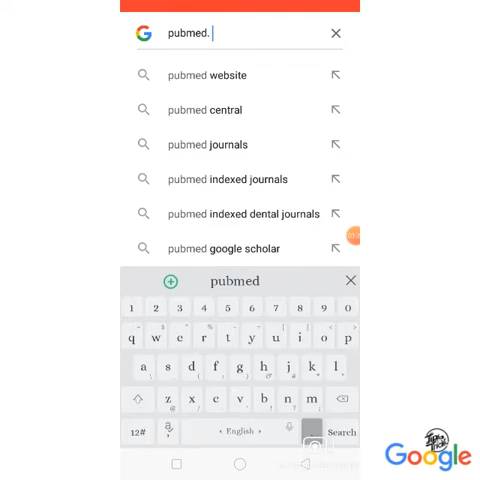 pubmed.
pubmed website
pubmed central
pubmed journals
pubmed indexed journals
pubmed indexed dental journals
pubmed google scholar
pubmed
1 2 3 4 5 6 7 8 9 0
q w e r t y u i o p
a s d f g h j k l
z x c v b n m
12# English Search
Google